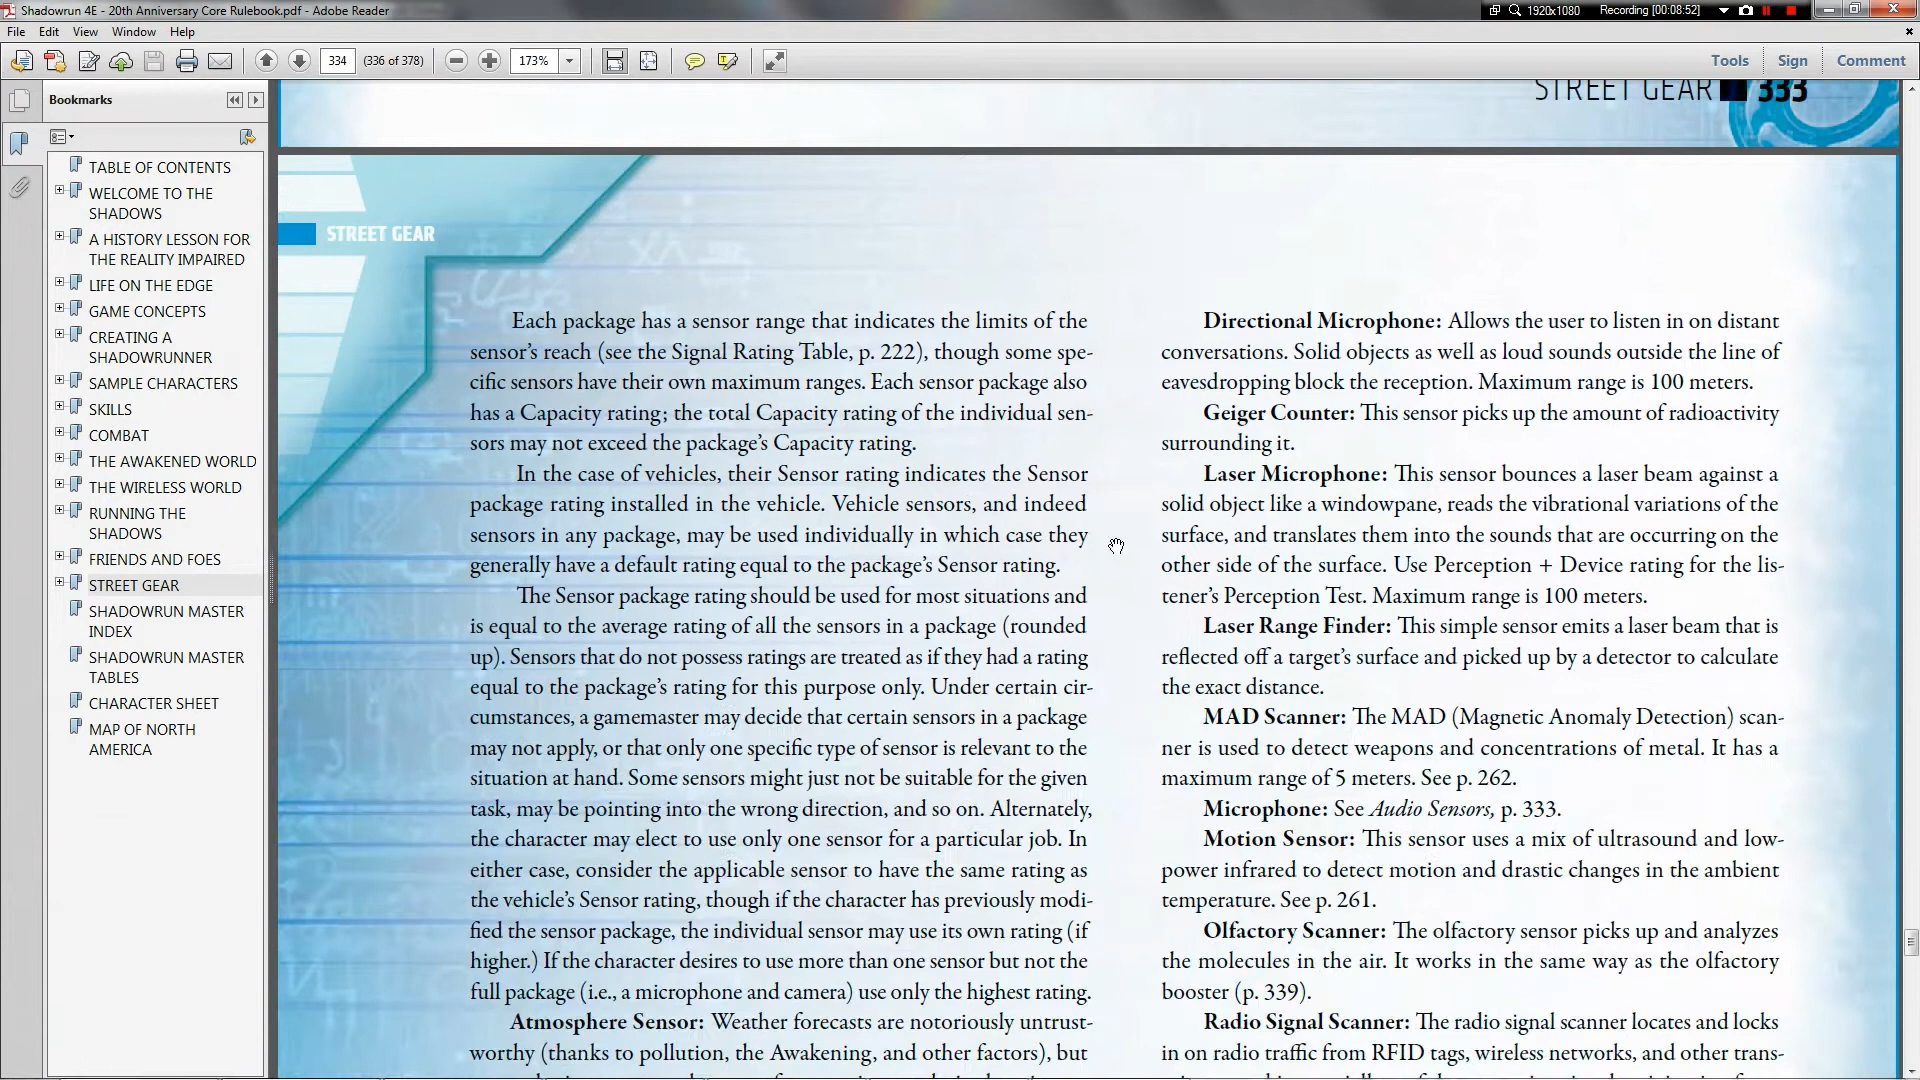 Shadowrun 4E - 20th Anniversary Core Rulebook.pdf - Adobe Reader
1920x1080
Recording [00:08:52]
File Edit View Window Help
334 (336 of 378) 173%
Tools Sign Comment
Bookmarks
TABLE OF CONTENTS
WELCOME TO THE
SHADOWS
A HISTORY LESSON FOR
THE REALITY IMPAIRED
LIFE ON THE EDGE
GAME CONCEPTS
CREATING A
SHADOWRUNNER
SAMPLE CHARACTERS
SKILLS
COMBAT
THE AWAKENED WORLD
THE WIRELESS WORLD
RUNNING THE
SHADOWS
FRIENDS AND FOES
STREET GEAR
SHADOWRUN MASTER
INDEX
SHADOWRUN MASTER
TABLES
CHARACTER SHEET
MAP OF NORTH
AMERICA
STREET GEAR 333
STREET GEAR
Each package has a sensor range that indicates the limits of the
sensor's reach (see the Signal Rating Table, p. 222), though some spe-
cific sensors have their own maximum ranges. Each sensor package also
has a Capacity rating; the total Capacity rating of the individual sen-
sors may not exceed the package's Capacity rating.
In the case of vehicles, their Sensor rating indicates the Sensor
package rating installed in the vehicle. Vehicle sensors, and indeed
sensors in any package, may be used individually in which case they
generally have a default rating equal to the package's Sensor rating.
The Sensor package rating should be used for most situations and
is equal to the average rating of all the sensors in a package (rounded
up). Sensors that do not possess ratings are treated as if they had a rating
equal to the package's rating for this purpose only. Under certain cir-
cumstances, a gamemaster may decide that certain sensors in a package
may not apply, or that only one specific type of sensor is relevant to the
situation at hand. Some sensors might just not be suitable for the given
task, may be pointing into the wrong direction, and so on. Alternately,
the character may elect to use only one sensor for a particular job. In
either case, consider the applicable sensor to have the same rating as
the vehicle's Sensor rating, though if the character has previously modi-
fied the sensor package, the individual sensor may use its own rating (if
higher.) If the character desires to use more than one sensor but not the
full package (i.e., a microphone and camera) use only the highest rating.
Atmosphere Sensor: Weather forecasts are notoriously untrust-
worthy (thanks to pollution, the Awakening, and other factors), but
Directional Microphone: Allows the user to listen in on distant
conversations. Solid objects as well as loud sounds outside the line of
eavesdropping block the reception. Maximum range is 100 meters.
Geiger Counter: This sensor picks up the amount of radioactivity
surrounding it.
Laser Microphone: This sensor bounces a laser beam against a
solid object like a windowpane, reads the vibrational variations of the
surface, and translates them into the sounds that are occurring on the
other side of the surface. Use Perception + Device rating for the lis-
tener's Perception Test. Maximum range is 100 meters.
Laser Range Finder: This simple sensor emits a laser beam that is
reflected off a target's surface and picked up by a detector to calculate
the exact distance.
MAD Scanner: The MAD (Magnetic Anomaly Detection) scan-
ner is used to detect weapons and concentrations of metal. It has a
maximum range of 5 meters. See p. 262.
Microphone: See Audio Sensors, p. 333.
Motion Sensor: This sensor uses a mix of ultrasound and low-
power infrared to detect motion and drastic changes in the ambient
temperature. See p. 261.
Olfactory Scanner: The olfactory sensor picks up and analyzes
the molecules in the air. It works in the same way as the olfactory
booster (p. 339).
Radio Signal Scanner: The radio signal scanner locates and locks
in on radio traffic from RFID tags, wireless networks, and other trans-